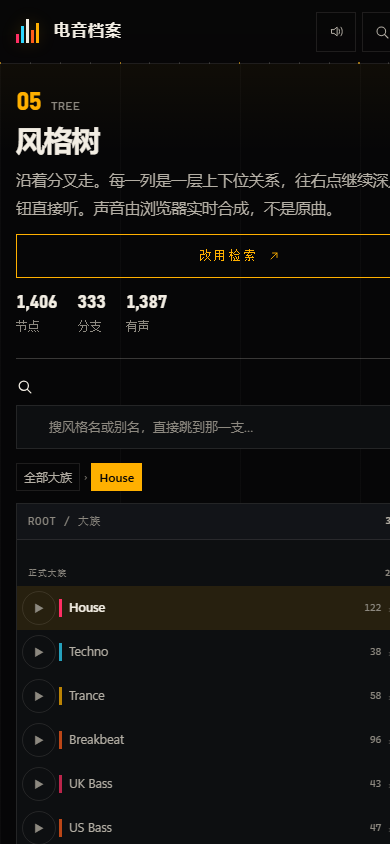 电音档案
05 TREE
风格树
沿着分叉走。每一列是一层上下位关系，往右点继续深
钮直接听。声音由浏览器实时合成，不是原曲。
改用检索 ↗
1,406 333 1,387
节点 分支 有声
搜风格名或别名，直接跳到那一支…
全部大族 › House
ROOT / 大族 3
正式大族 2
House 122
Techno 38
Trance 58
Breakbeat 96
UK Bass 43
US Bass 47